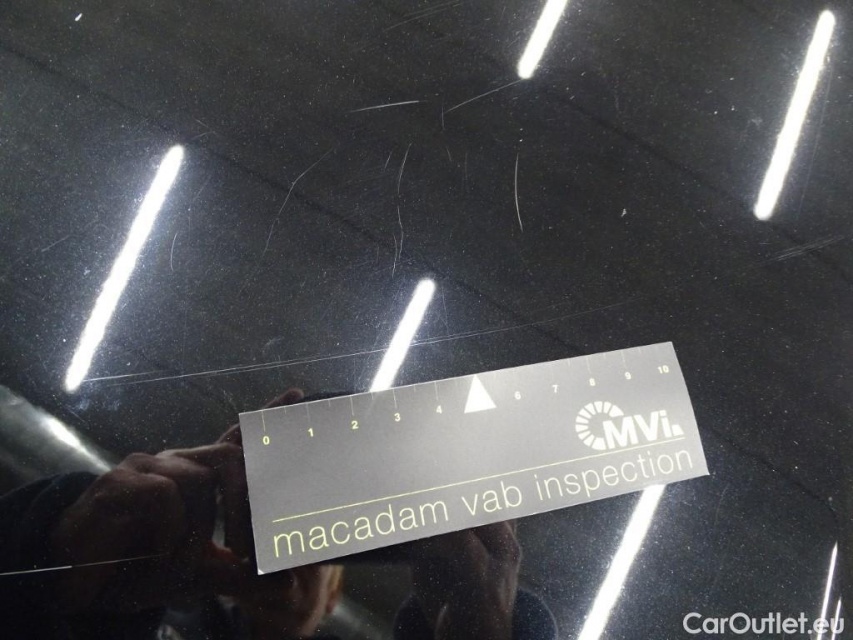 0 1 2 3 4 6 7 8 9 10
MVi.
macadam vab inspection
CarOutlet.eu